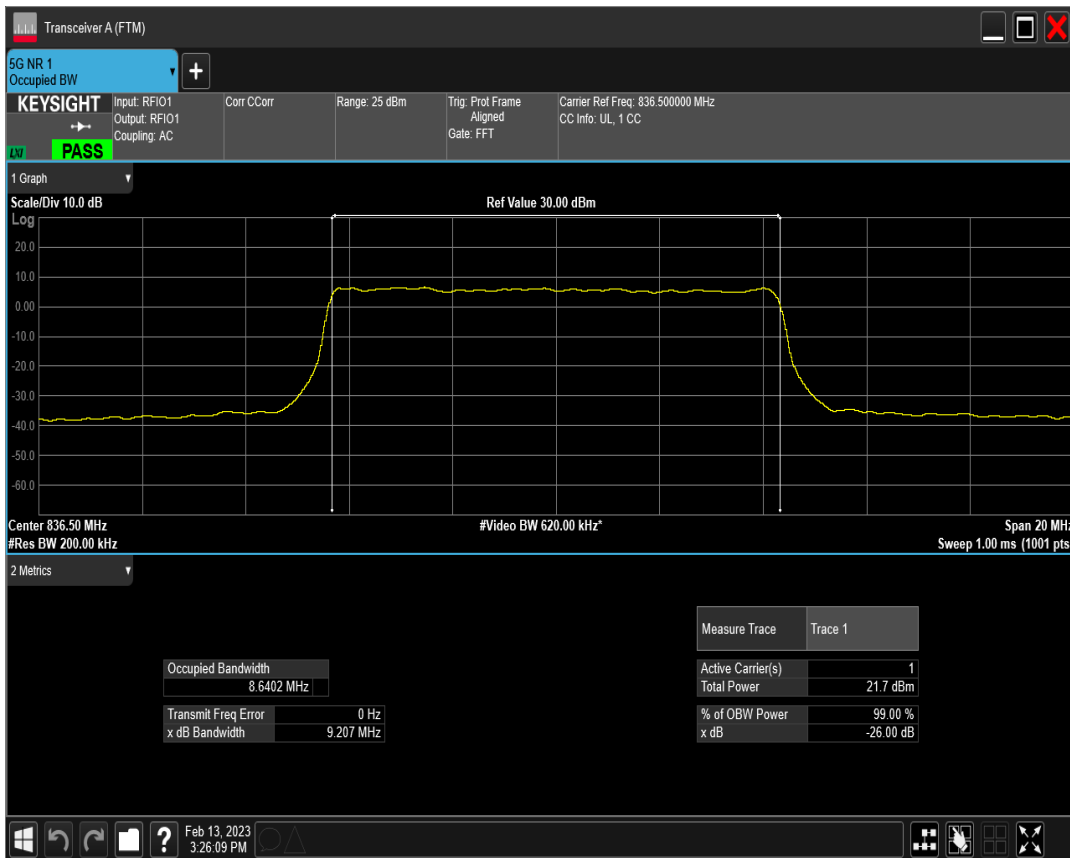 Transceiver A (FTM)
5G NR 1
Occupied BW
+
KEYSIGHT
LXI
PASS
Input: RFIO1
Output: RFIO1
Coupling: AC
Corr CCorr
Range: 25 dBm
Trig: Prot Frame
Aligned
Gate: FFT
Carrier Ref Freq: 836.500000 MHz
CC Info: UL, 1 CC
1 Graph
Scale/Div 10.0 dB
Ref Value 30.00 dBm
Log
20.0
10.0
0.00
-10.0
-20.0
-30.0
-40.0
-50.0
-60.0
Center 836.50 MHz
#Video BW 620.00 kHz*
Span 20 MHz
#Res BW 200.00 kHz
Sweep 1.00 ms (1001 pts
2 Metrics
Measure Trace Trace 1
Occupied Bandwidth
8.6402 MHz
Active Carrier(s) 1
Total Power 21.7 dBm
Transmit Freq Error 0 Hz
x dB Bandwidth 9.207 MHz
% of OBW Power 99.00 %
x dB -26.00 dB
?
Feb 13, 2023
3:26:09 PM